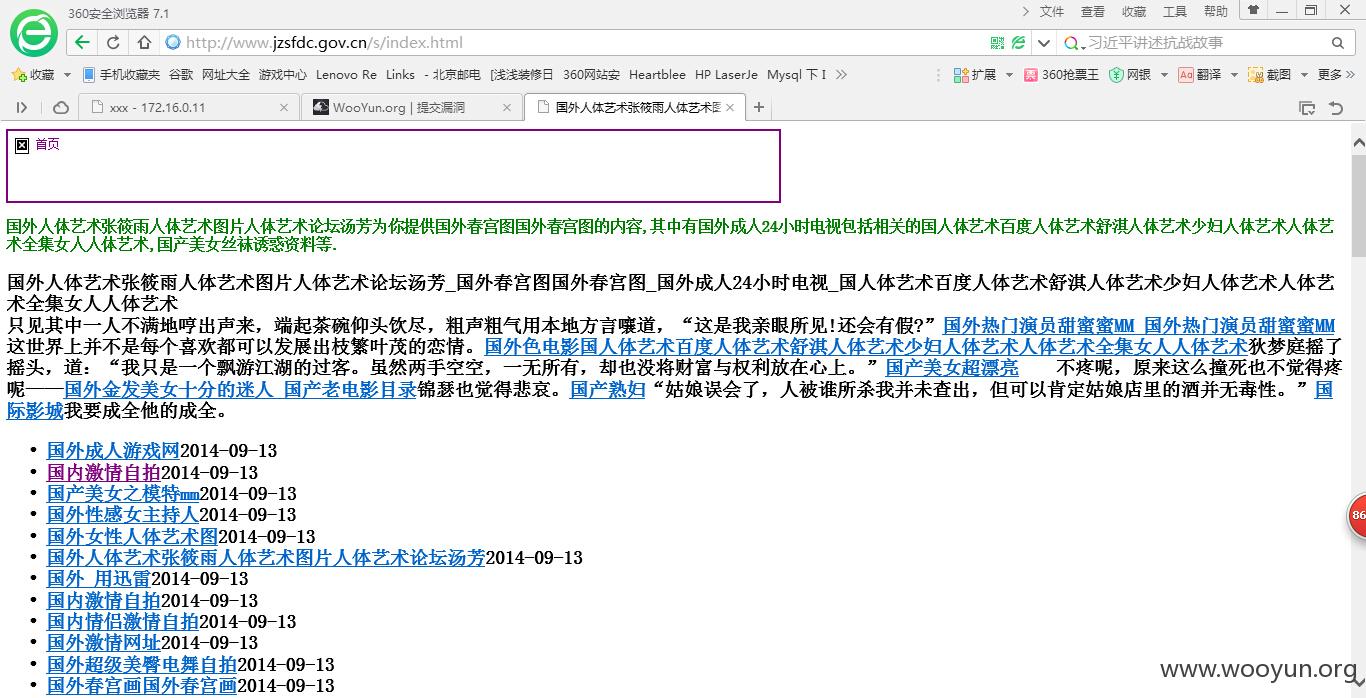 360安全浏览器 7.1
文件 查看 收藏 工具 帮助
http://www.jzsfdc.gov.cn/s/index.html
习近平讲述抗战故事
收藏 手机收藏夹 谷歌 网址大全 游戏中心 Lenovo Re Links - 北京邮电 [浅浅装修日 360网站安 Heartblee HP LaserJe Mysql 下 I 扩展 360抢票王 网银 Aa 翻译 截图 更多
xxx - 172.16.0.11 WooYun.org | 提交漏洞 国外人体艺术张筱雨人体艺术图
首页
国外人体艺术张筱雨人体艺术图片人体艺术论坛汤芳为你提供国外春宫图国外春宫图的内容,其中有国外成人24小时电视包括相关的国人体艺术百度人体艺术舒淇人体艺术少妇人体艺术人体艺
术全集女人人体艺术,国产美女丝袜诱惑资料等.
国外人体艺术张筱雨人体艺术图片人体艺术论坛汤芳_国外春宫图国外春宫图_国外成人24小时电视_国人体艺术百度人体艺术舒淇人体艺术少妇人体艺术人体艺
术全集女人人体艺术
只见其中一人不满地哼出声来，端起茶碗仰头饮尽，粗声粗气用本地方言嚷道，“这是我亲眼所见!还会有假?”国外热门演员甜蜜蜜MM 国外热门演员甜蜜蜜MM
这世界上并不是每个喜欢都可以发展出枝繁叶茂的恋情。国外色电影国人体艺术百度人体艺术舒淇人体艺术少妇人体艺术人体艺术全集女人人体艺术狄梦庭摇了
摇头，道：“我只是一个飘游江湖的过客。虽然两手空空，一无所有，却也没将财富与权利放在心上。”国产美女超漂亮 不疼呢，原来这么撞死也不觉得疼
呢——国外金发美女十分的迷人 国产老电影目录锦瑟也觉得悲哀。国产熟妇“姑娘误会了，人被谁所杀我并未查出，但可以肯定姑娘店里的酒并无毒性。”国
际影城我要成全他的成全。
• 国外成人游戏网2014-09-13
• 国内激情自拍2014-09-13
• 国产美女之模特mm2014-09-13
• 国外性感女主持人2014-09-13
• 国外女性人体艺术图2014-09-13
• 国外人体艺术张筱雨人体艺术图片人体艺术论坛汤芳2014-09-13
• 国外 用迅雷2014-09-13
• 国内激情自拍2014-09-13
• 国内情侣激情自拍2014-09-13
• 国外激情网址2014-09-13
• 国外超级美臀电舞自拍2014-09-13
• 国外春宫画国外春宫画2014-09-13
86
www.wooyun.org